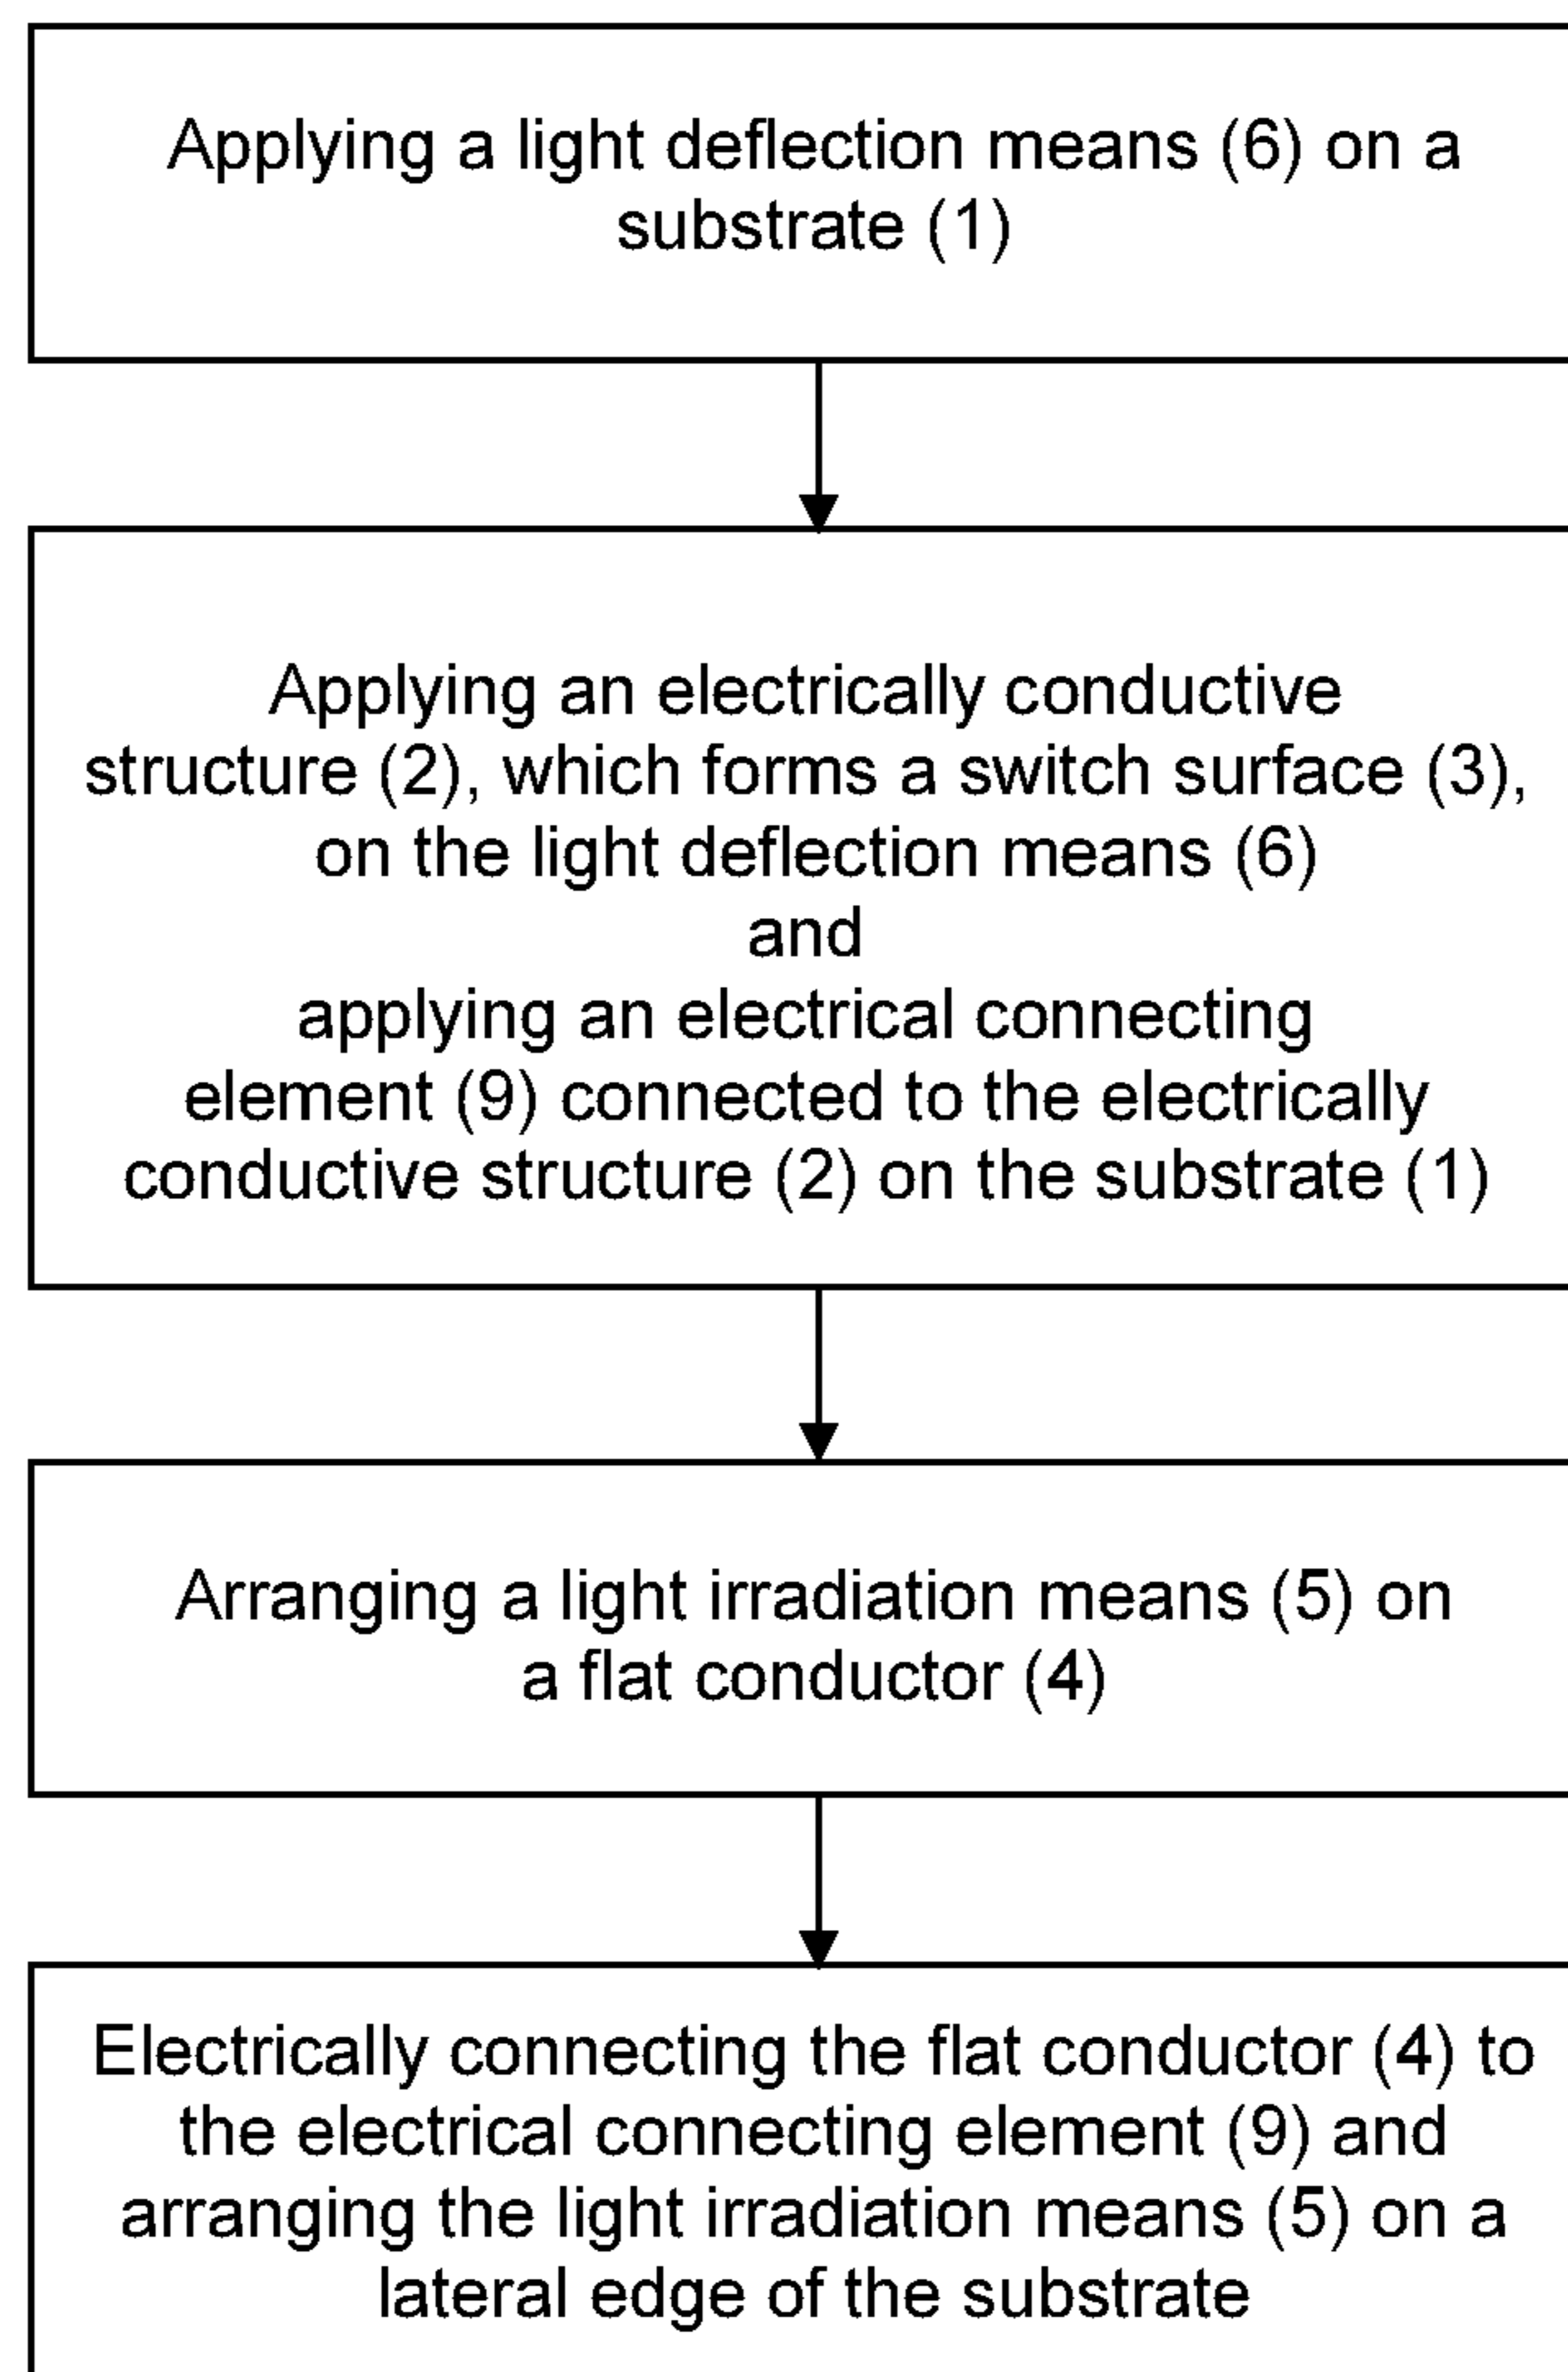 Applying a light deflection means (6) on a
substrate (1)
Applying an electrically conductive
structure (2), which forms a switch surface (3),
on the light deflection means (6)
and
applying an electrical connecting
element (9) connected to the electrically
conductive structure (2) on the substrate (1)
Arranging a light irradiation means (5) on
a flat conductor (4)
Electrically connecting the flat conductor (4) to
the electrical connecting element (9) and
arranging the light irradiation means (5) on a
lateral edge of the substrate